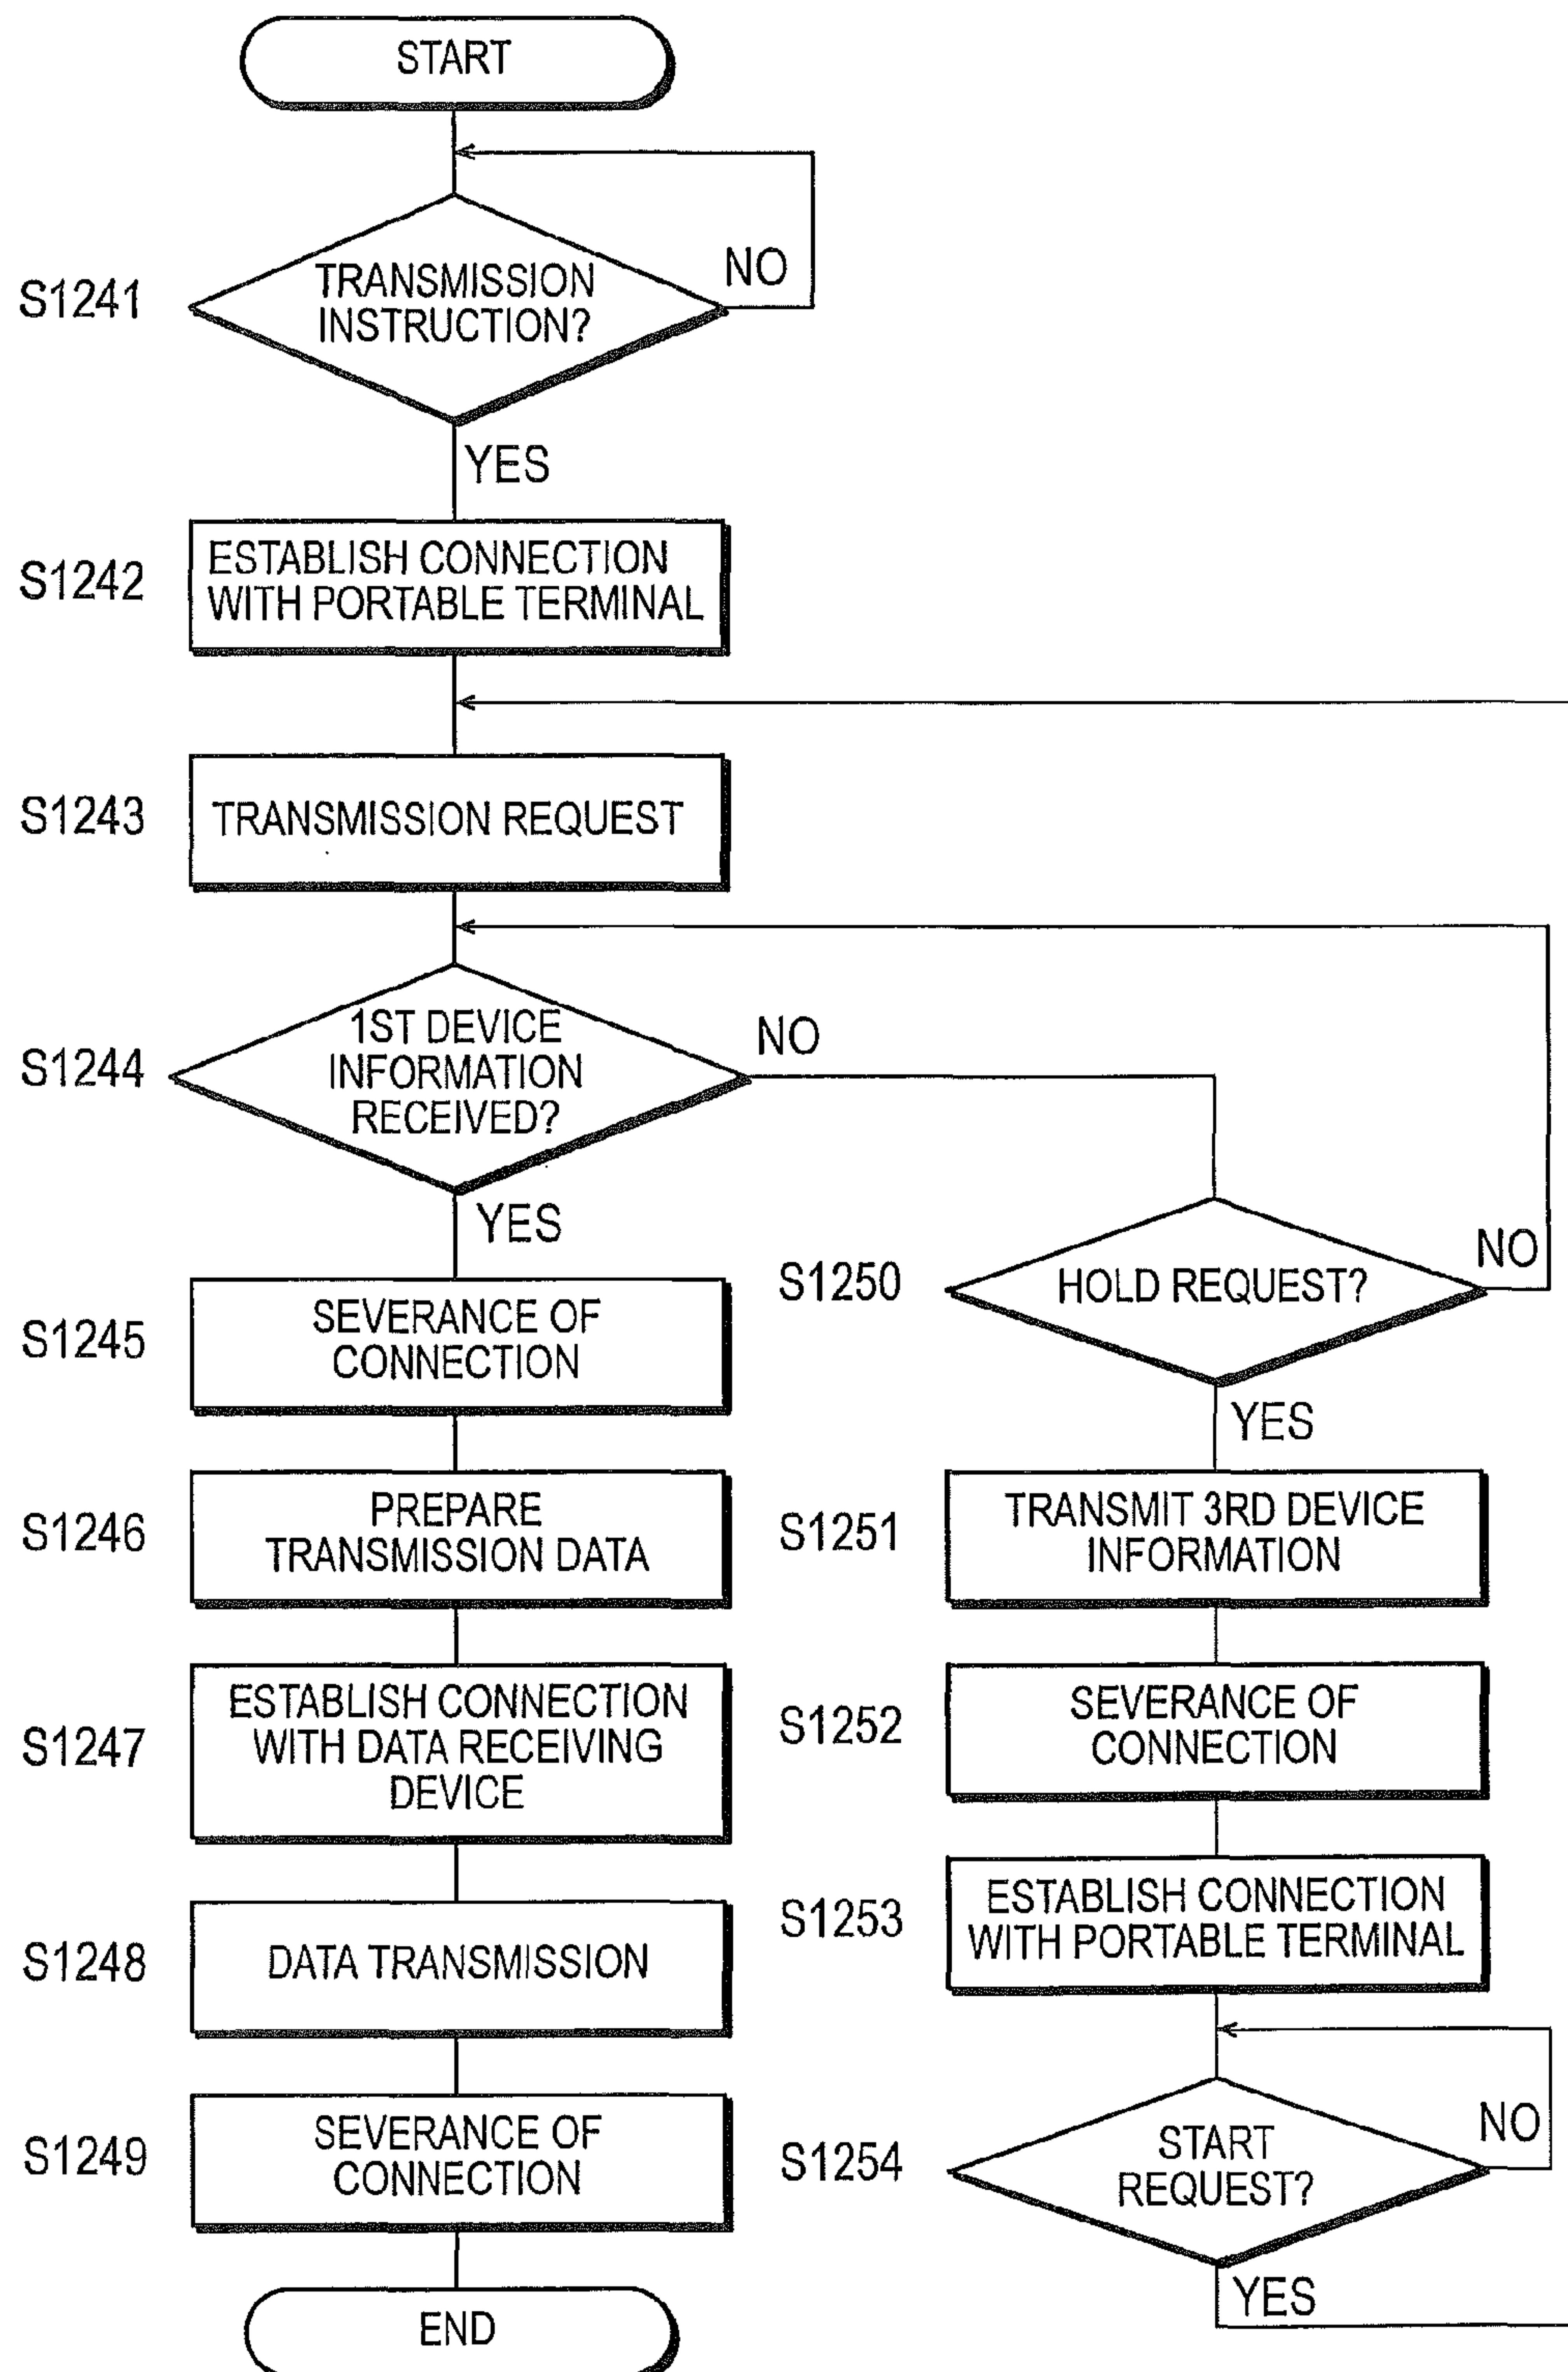 START
S1241
TRANSMISSION
INSTRUCTION?
NO
YES
S1242
ESTABLISH CONNECTION
WITH PORTABLE TERMINAL
S1243
TRANSMISSION REQUEST
S1244
1ST DEVICE
INFORMATION
RECEIVED?
NO
YES
S1245
SEVERANCE OF
CONNECTION
S1246
PREPARE
TRANSMISSION DATA
S1247
ESTABLISH CONNECTION
WITH DATA RECEIVING
DEVICE
S1248
DATA TRANSMISSION
S1249
SEVERANCE OF
CONNECTION
END
S1250
HOLD REQUEST?
NO
YES
S1251
TRANSMIT 3RD DEVICE
INFORMATION
S1252
SEVERANCE OF
CONNECTION
S1253
ESTABLISH CONNECTION
WITH PORTABLE TERMINAL
S1254
START
REQUEST?
NO
YES